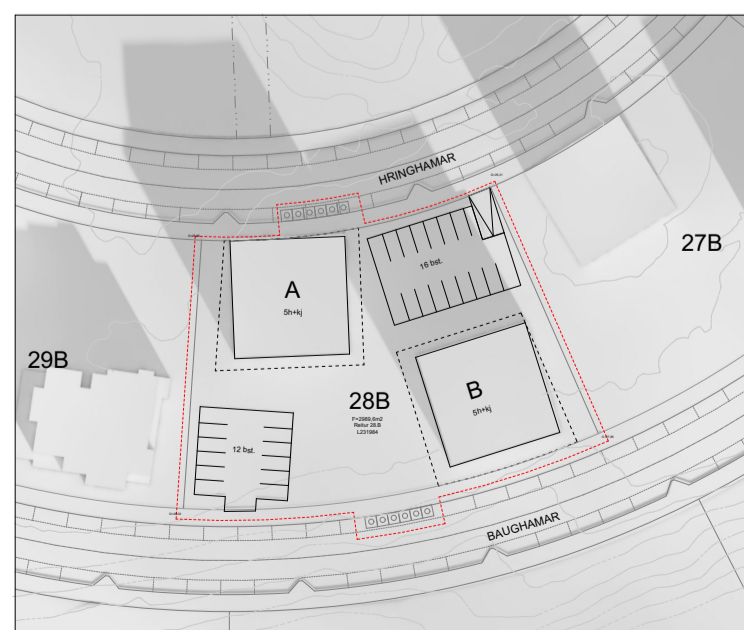 HRINGHAMAR
27B
16 bst.
A
5h+kj
29B
28B
F=2989,6m2
Reitur 28.B
L231984
B
5h+kj
12 bst.
BAUGHAMAR